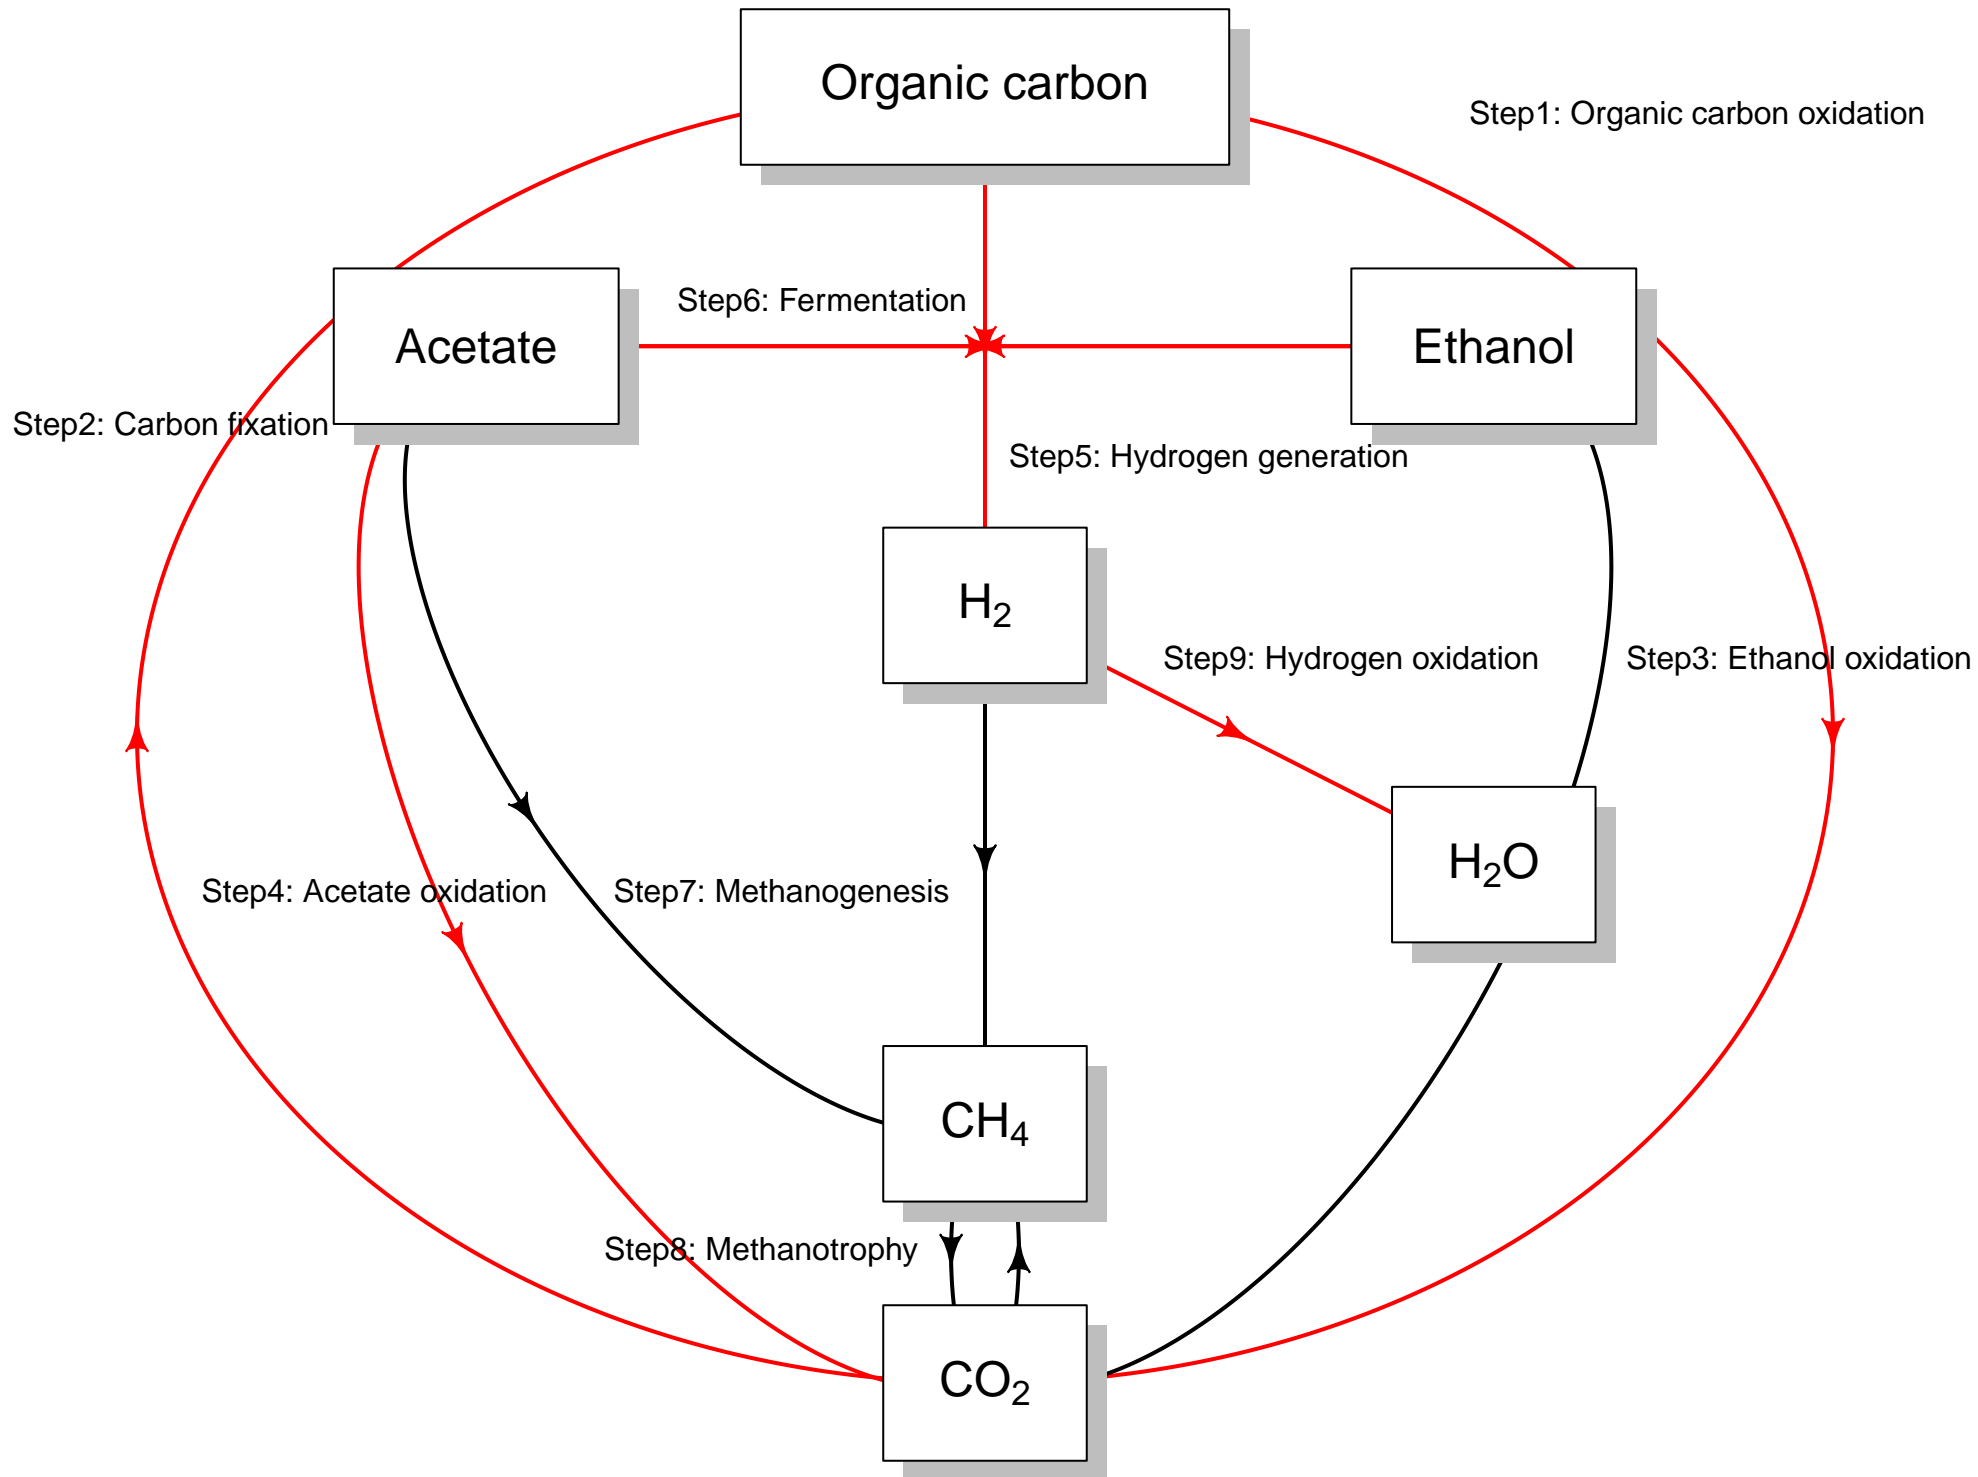 Organic carbon
Step1: Organic carbon oxidation
Step6: Fermentation
Acetate
Ethanol
Step2: Carbon fixation
Step5: Hydrogen generation
H₂
Step9: Hydrogen oxidation
Step3: Ethanol oxidation
H₂O
Step4: Acetate oxidation
Step7: Methanogenesis
CH₄
Step8: Methanotrophy
CO₂